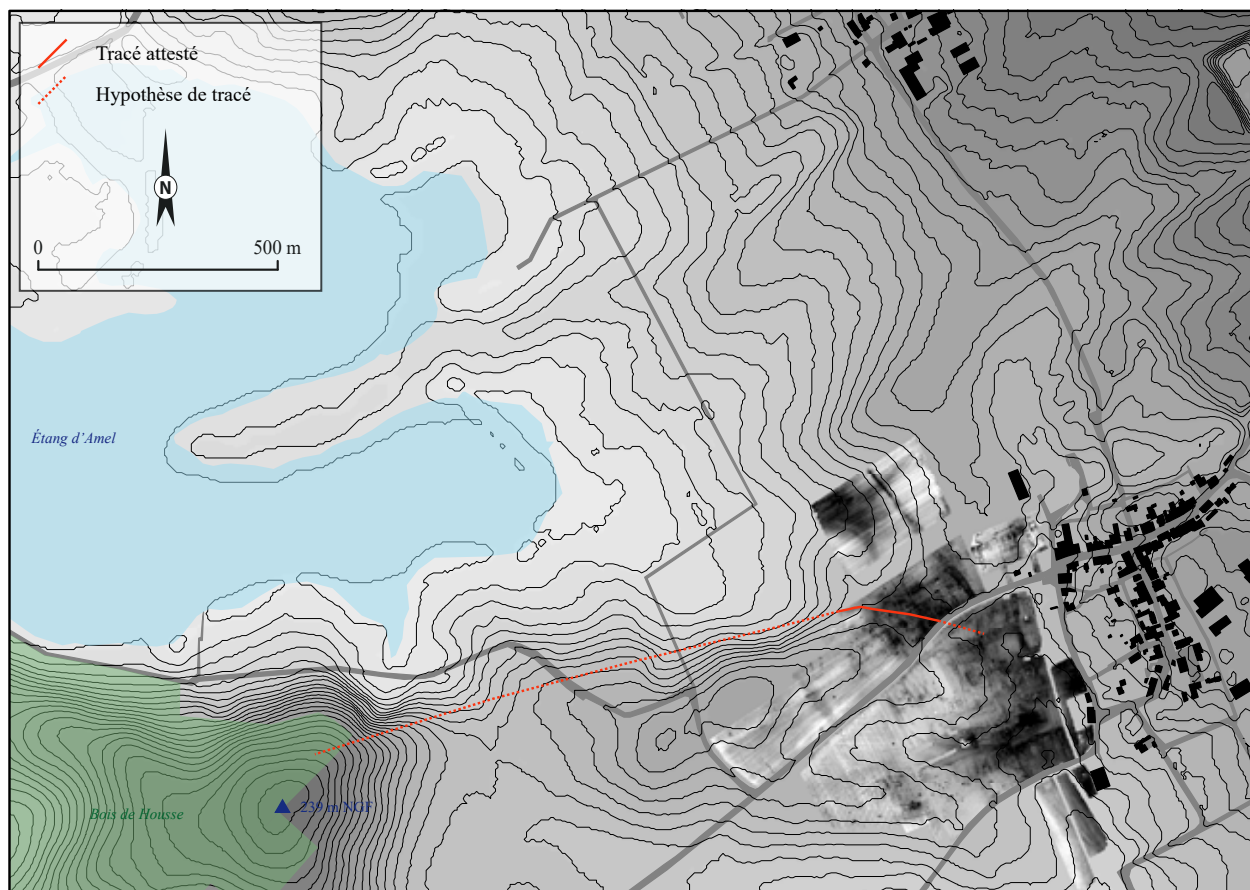 Tracé attesté
Hypothèse de tracé
N
0 500 m
Étang d’Amel
239 m NGF
Bois de Housse